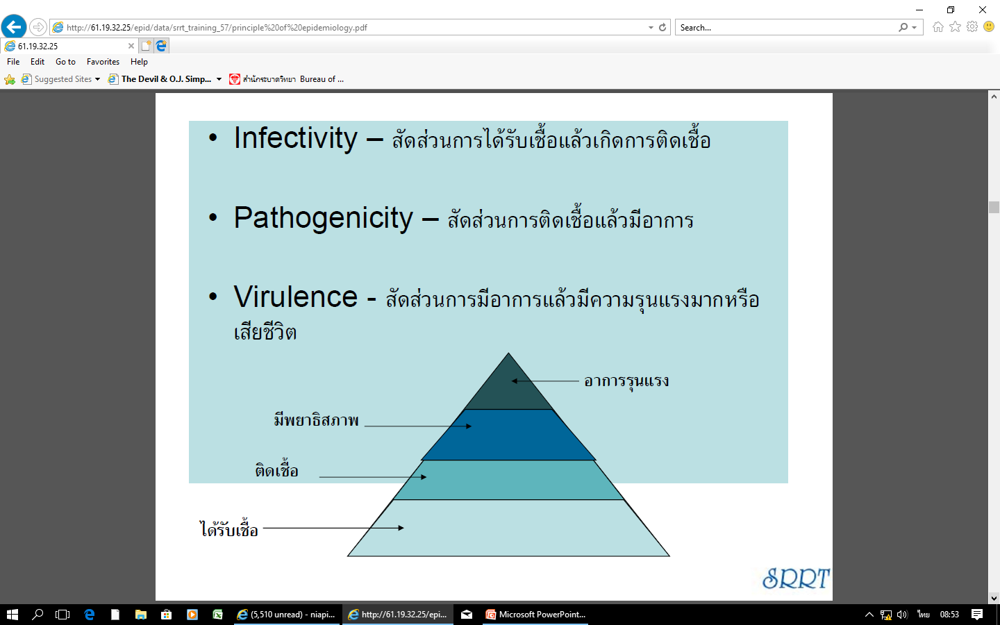 http://61.19.32.25/epid/data/srrt_training_57/principle%20of%20epidemiology.pdf
Search...
61.19.32.25
File Edit Go to Favorites Help
Suggested Sites The Devil & O.J. Simp... สำนักระบาดวิทยา Bureau of ...
• Infectivity – สัดส่วนการได้รับเชื้อแล้วเกิดการติดเชื้อ
• Pathogenicity – สัดส่วนการติดเชื้อแล้วมีอาการ
• Virulence - สัดส่วนการมีอาการแล้วมีความรุนแรงมากหรือ
เสียชีวิต
อาการรุนแรง
มีพยาธิสภาพ
ติดเชื้อ
ได้รับเชื้อ
SRRT
(5,510 unread) - niapi... http://61.19.32.25/epi... Microsoft PowerPoint... ไทย 08:53